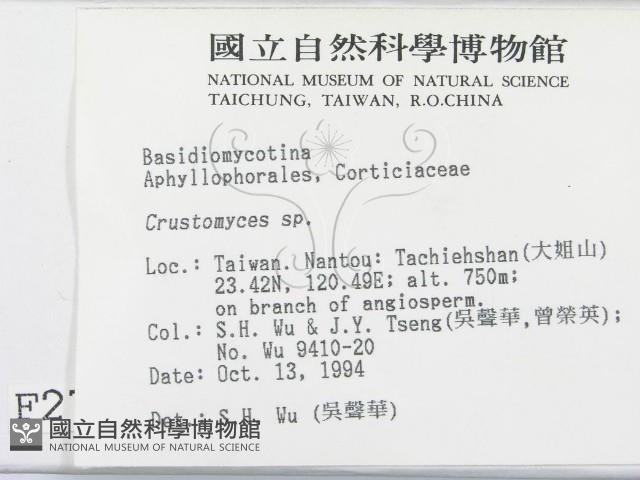 國立自然科學博物館
NATIONAL MUSEUM OF NATURAL SCIENCE
TAICHUNG, TAIWAN, R.O.CHINA
Basidiomycotina
Aphyllophorales, Corticiaceae
Crustomyces sp.
Loc.: Taiwan. Nantou: Tachiehshan(大姐山)
23.42N, 120.49E; alt. 750m;
on branch of angiosperm.
Col.: S.H. Wu & J.Y. Tseng(吳聲華,曾榮英);
No. Wu 9410-20
Date: Oct. 13, 1994
Det.: S.H. Wu (吳聲華)
國立自然科學博物館
NATIONAL MUSEUM OF NATURAL SCIENCE